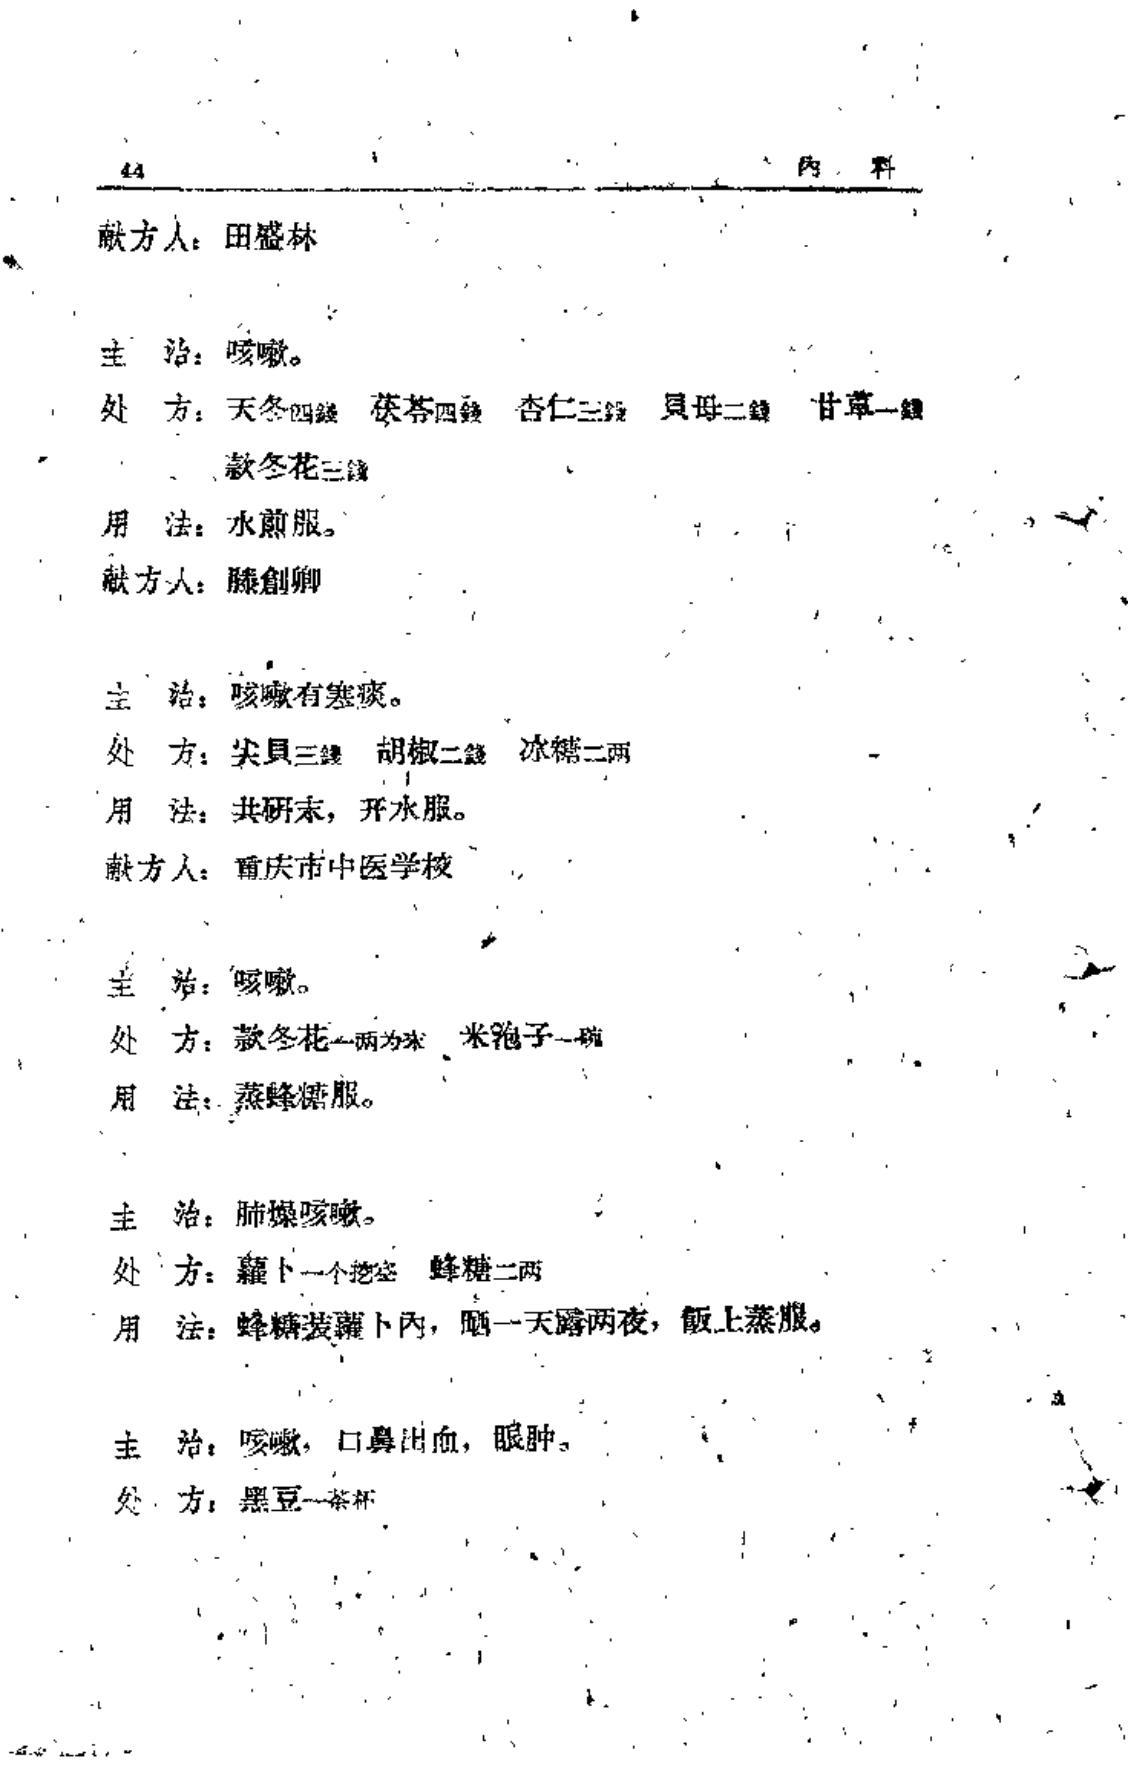 44 内 科
献方人：田盛林
主 治：咳嗽。
处 方：天冬四錢 茯苓四錢 杏仁三錢 貝母二錢 甘草一錢
款冬花三錢
用 法：水煎服。
献方人：滕創卿
主 治：咳嗽有寒痰。
处 方：尖貝三錢 胡椒二錢 冰糖二两
用 法：共研末，开水服。
献方人：重庆市中医学校
主 治：咳嗽。
处 方：款冬花一两为末 米泡子一碗
用 法：蒸蜂糖服。
主 治：肺燥咳嗽。
处 方：蘿卜一个挖空 蜂糖二两
用 法：蜂糖装蘿卜內，晒一天露两夜，飯上蒸服。
主 治：咳嗽，口鼻出血，眼肿。
处 方：黑豆一茶杯